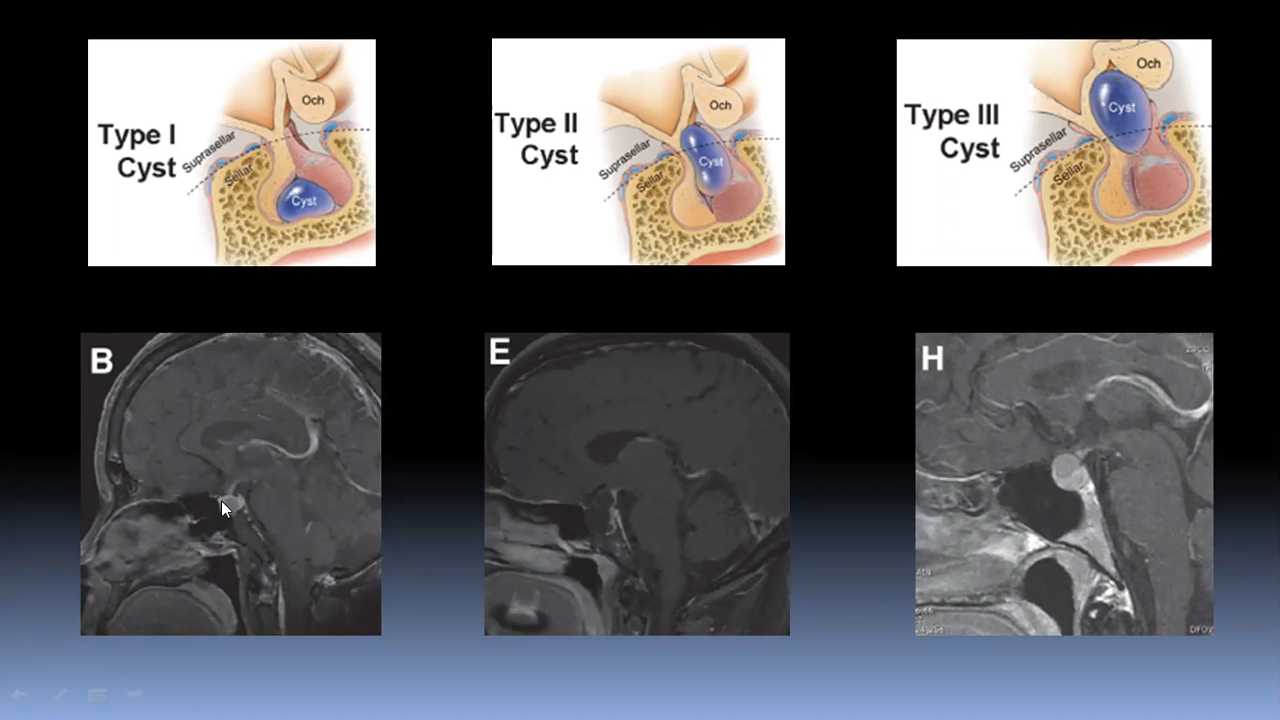 Type I
Cyst
Suprasellar
Sellar
Och
Cyst
Type II
Cyst
Suprasellar
Sellar
Och
Cyst
Type III
Cyst
Suprasellar
Sellar
Och
Cyst
B
E
H